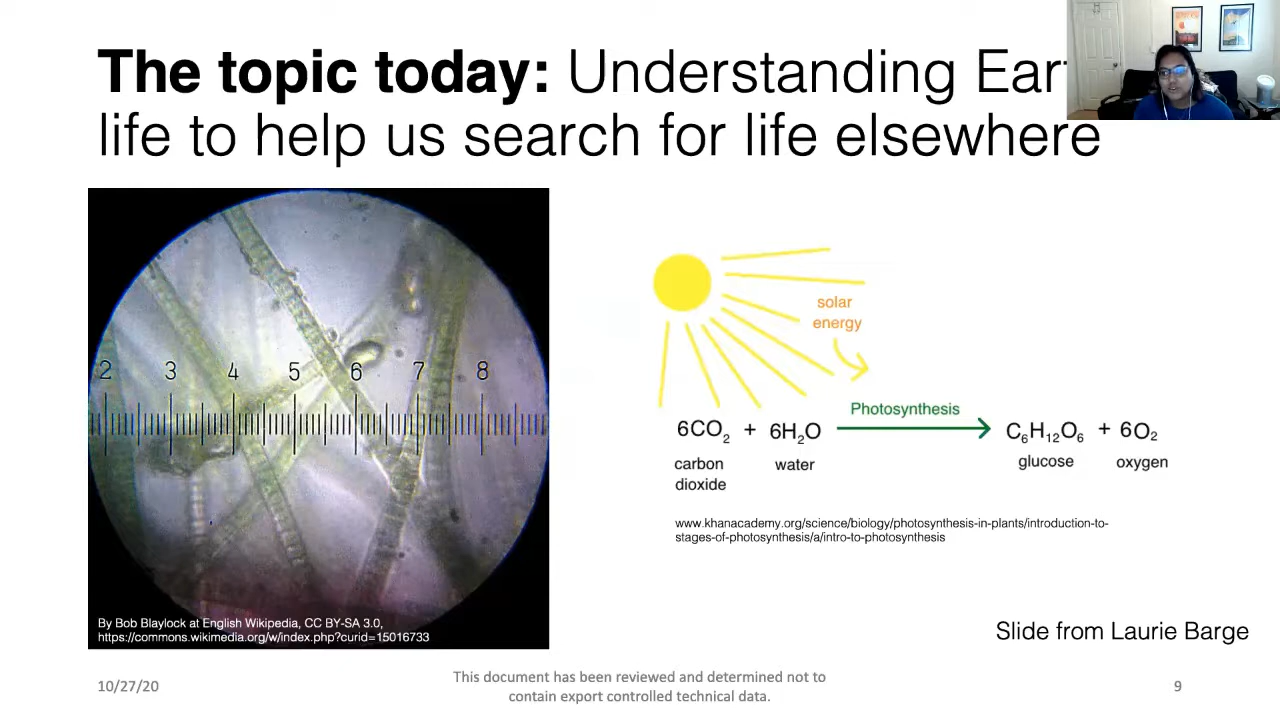 The topic today: Understanding Ear
life to help us search for life elsewhere
2 3 4 5 6 7 8
By Bob Blaylock at English Wikipedia, CC BY-SA 3.0,
https://commons.wikimedia.org/w/index.php?curid=15016733
solar
energy
Photosynthesis
6CO₂ + 6H₂O C₆H₁₂O₆ + 6O₂
carbon
dioxide
water
glucose
oxygen
www.khanacademy.org/science/biology/photosynthesis-in-plants/introduction-to-
stages-of-photosynthesis/a/intro-to-photosynthesis
Slide from Laurie Barge
10/27/20
This document has been reviewed and determined not to
contain export controlled technical data.
9